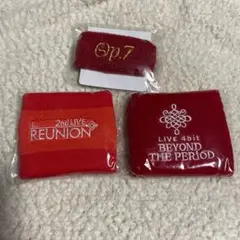 Op.7
2nd LIVE
REUNION
LIVE 4bit
BEYOND
THE PERIOD